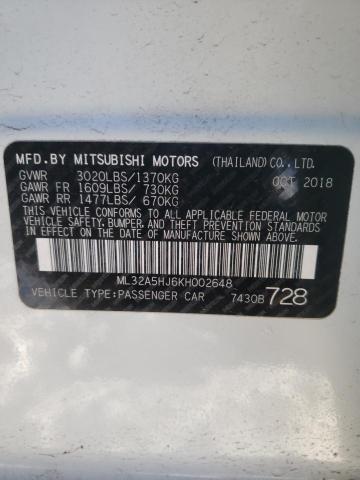 MFD.BY MITSUBISHI MOTORS (THAILAND) CO., LTD.
GVWR 3020LBS/1370KG OCT 2018
GAWR FR 1609LBS/ 730KG
GAWR RR 1477LBS/ 670KG
THIS VEHICLE CONFORMS TO ALL APPLICABLE FEDERAL MOTOR
VEHICLE SAFETY, BUMPER, AND THEFT PREVENTION STANDARDS
IN EFFECT ON THE DATE OF MANUFACTURE SHOWN ABOVE.
ML32A5HJ6KH002648
VEHICLE TYPE:PASSENGER CAR 7430B 728